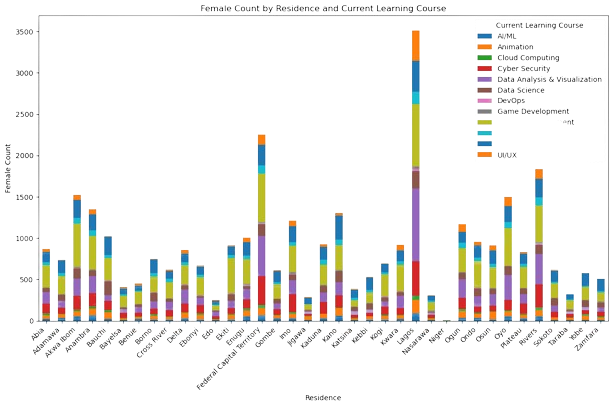 Female Count by Residence and Current Learning Course
Current Learning Course
AI/ML
Animation
Cloud Computing
Cyber Security
Data Analysis & Visualization
Data Science
DevOps
Game Development
UI/UX
Female Count
3500
3000
2500
2000
1500
1000
500
0
Abia
Adamawa
Akwa Ibom
Anambra
Bauchi
Bayelsa
Benue
Borno
Cross River
Delta
Ebonyi
Edo
Ekiti
Enugu
Federal Capital Territory
Gombe
Imo
Jigawa
Kaduna
Kano
Katsina
Kebbi
Kogi
Kwara
Lagos
Nasarawa
Niger
Ogun
Ondo
Osun
Oyo
Plateau
Rivers
Sokoto
Taraba
Yobe
Zamfara
Residence